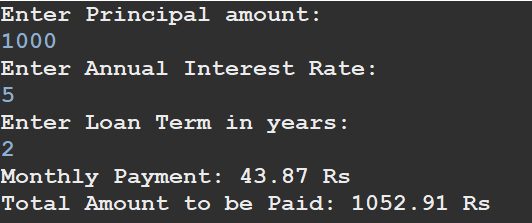 Enter Principal amount:
1000
Enter Annual Interest Rate:
5
Enter Loan Term in years:
2
Monthly Payment: 43.87 Rs
Total Amount to be Paid: 1052.91 Rs